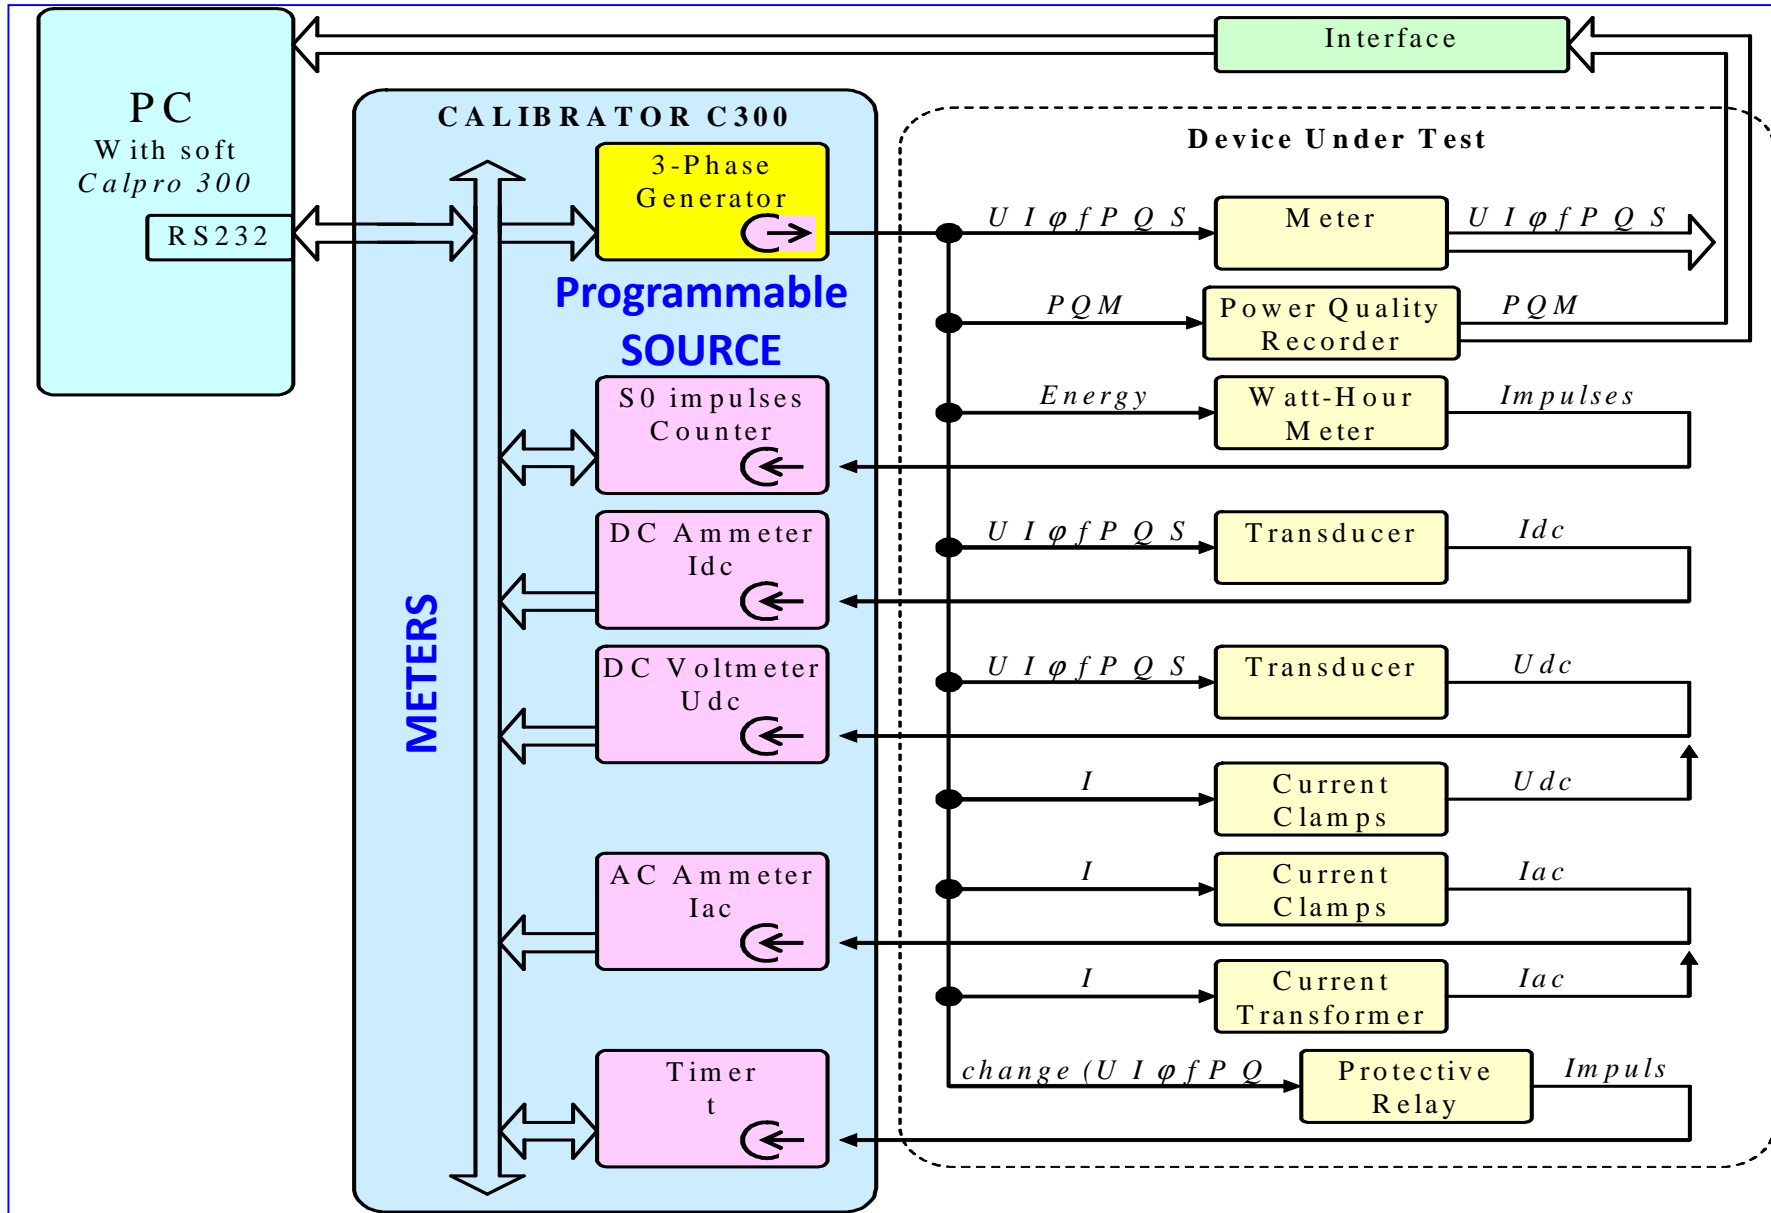 Interface
PC
With soft
Calpro 300
RS232
CALIBRATOR C300
3-Phase
Generator
Programmable
SOURCE
METERS
S0 impulses
Counter
DC Ammeter
Idc
DC Voltmeter
Udc
AC Ammeter
Iac
Timer
t
Device Under Test
U I φ f P Q S
Meter
U I φ f P Q S
PQM
Power Quality
Recorder
PQM
Energy
Watt-Hour
Meter
Impulses
U I φ f P Q S
Transducer
Idc
U I φ f P Q S
Transducer
Udc
I
Current
Clamps
Udc
I
Current
Clamps
Iac
I
Current
Transformer
Iac
change (U I φ f P Q
Protective
Relay
Impuls